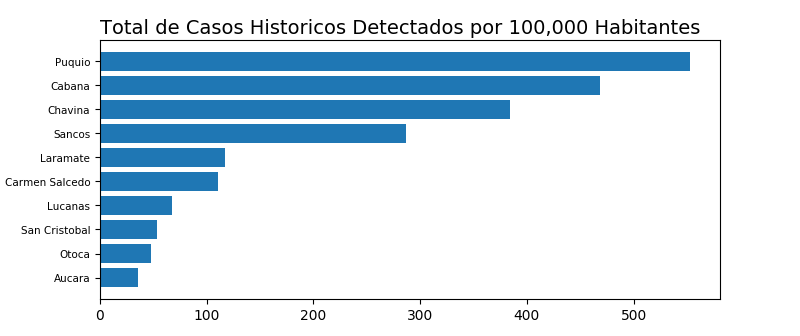 Total de Casos Historicos Detectados por 100,000 Habitantes
Puquio
Cabana
Chavina
Sancos
Laramate
Carmen Salcedo
Lucanas
San Cristobal
Otoca
Aucara
0 100 200 300 400 500